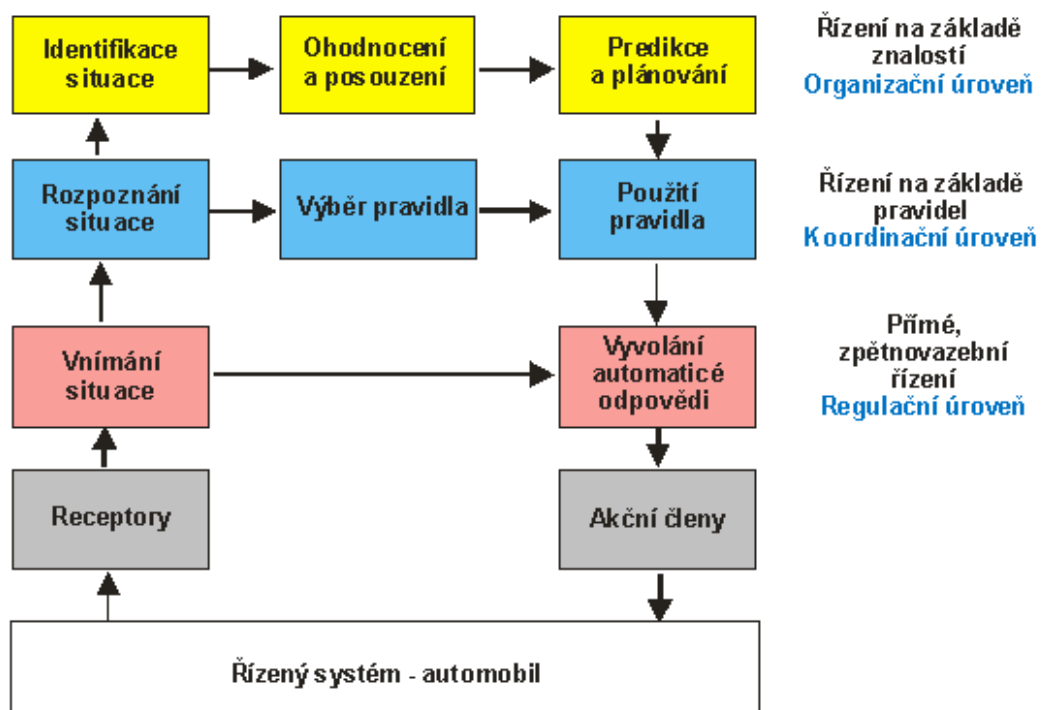 Identifikace
situace
Ohodnocení
a posouzení
Predikce
a plánování
Řízení na základě
znalostí
Organizační úroveň
Rozpoznání
situace
Výběr pravidla
Použití
pravidla
Řízení na základě
pravidel
Koordinační úroveň
Vnímání
situace
Vyvolání
automaticé
odpovědi
Přímé,
zpětnovazební
řízení
Regulační úroveň
Receptory
Akční členy
Řízený systém - automobil